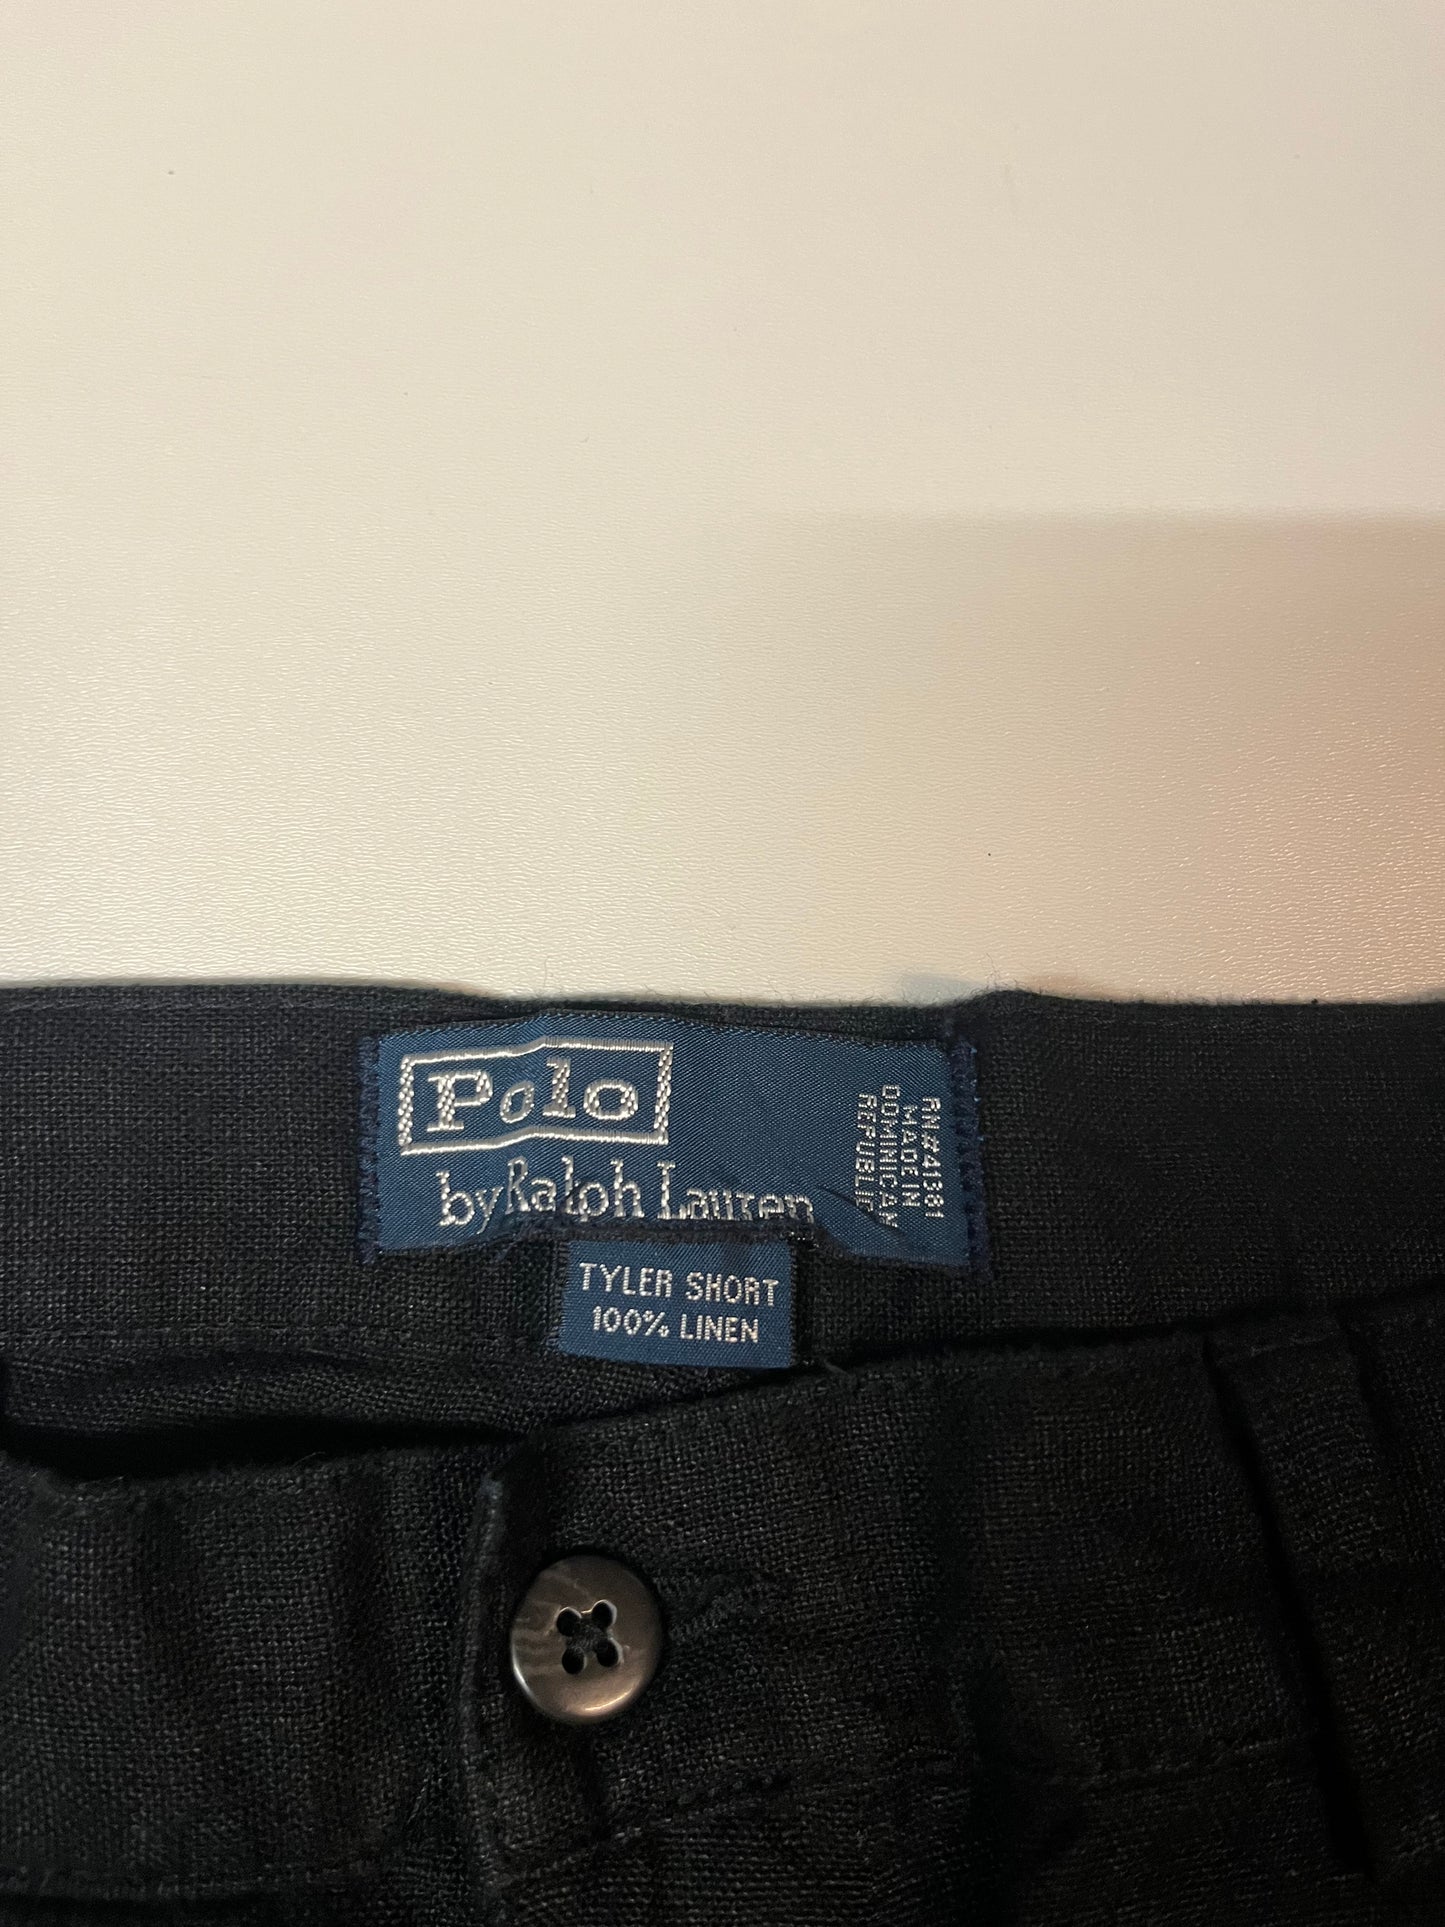 Polo
by Ralph Lauren
RN#41381
MADE IN
DOMINICAN
REPUBLIC
TYLER SHORT
100% LINEN